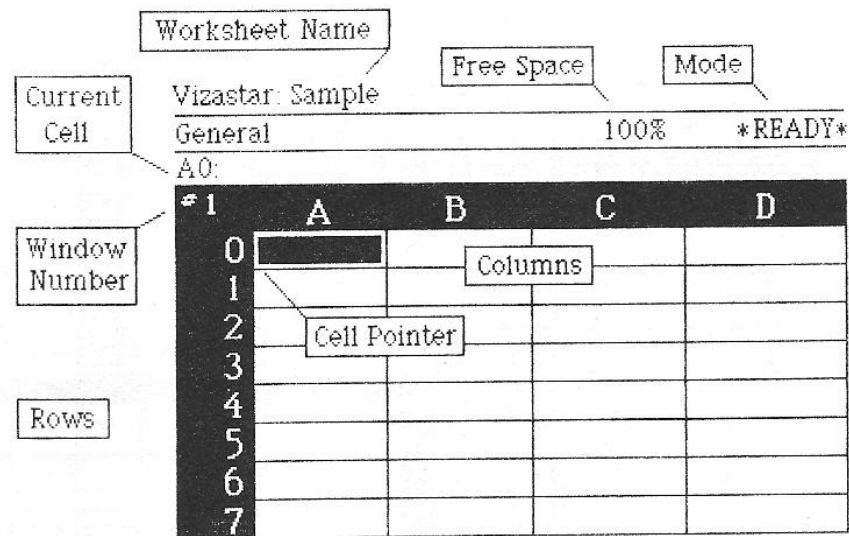 Worksheet Name
Free Space
Mode
Current
Cell
Vizastar: Sample
General 100% *READY*
A0:
#1 A B C D
Window
Number
0
Columns
1
2
Cell Pointer
3
Rows
4
5
6
7